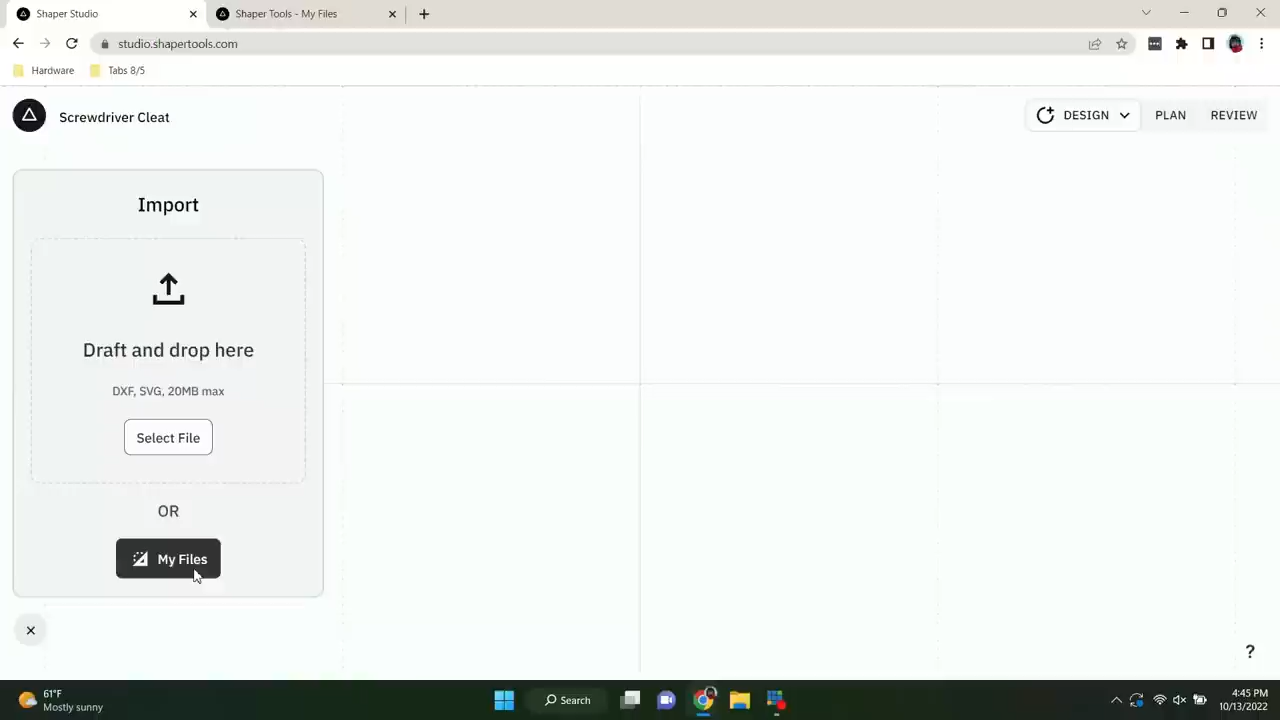 Shaper Studio
Shaper Tools - My Files
studio.shapertools.com
Hardware
Tabs 8/5
Screwdriver Cleat
DESIGN
PLAN
REVIEW
Import
Draft and drop here
DXF, SVG, 20MB max
Select File
OR
My Files
?
61°F
Mostly sunny
Search
4:45 PM
10/13/2022